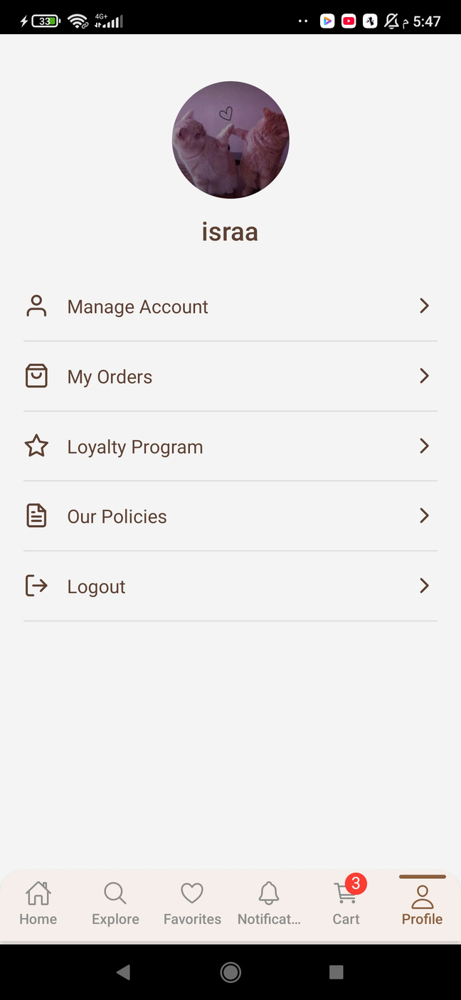 33
4G+
م 5:47
israa
Manage Account
My Orders
Loyalty Program
Our Policies
Logout
3
Home Explore Favorites Notificat... Cart Profile